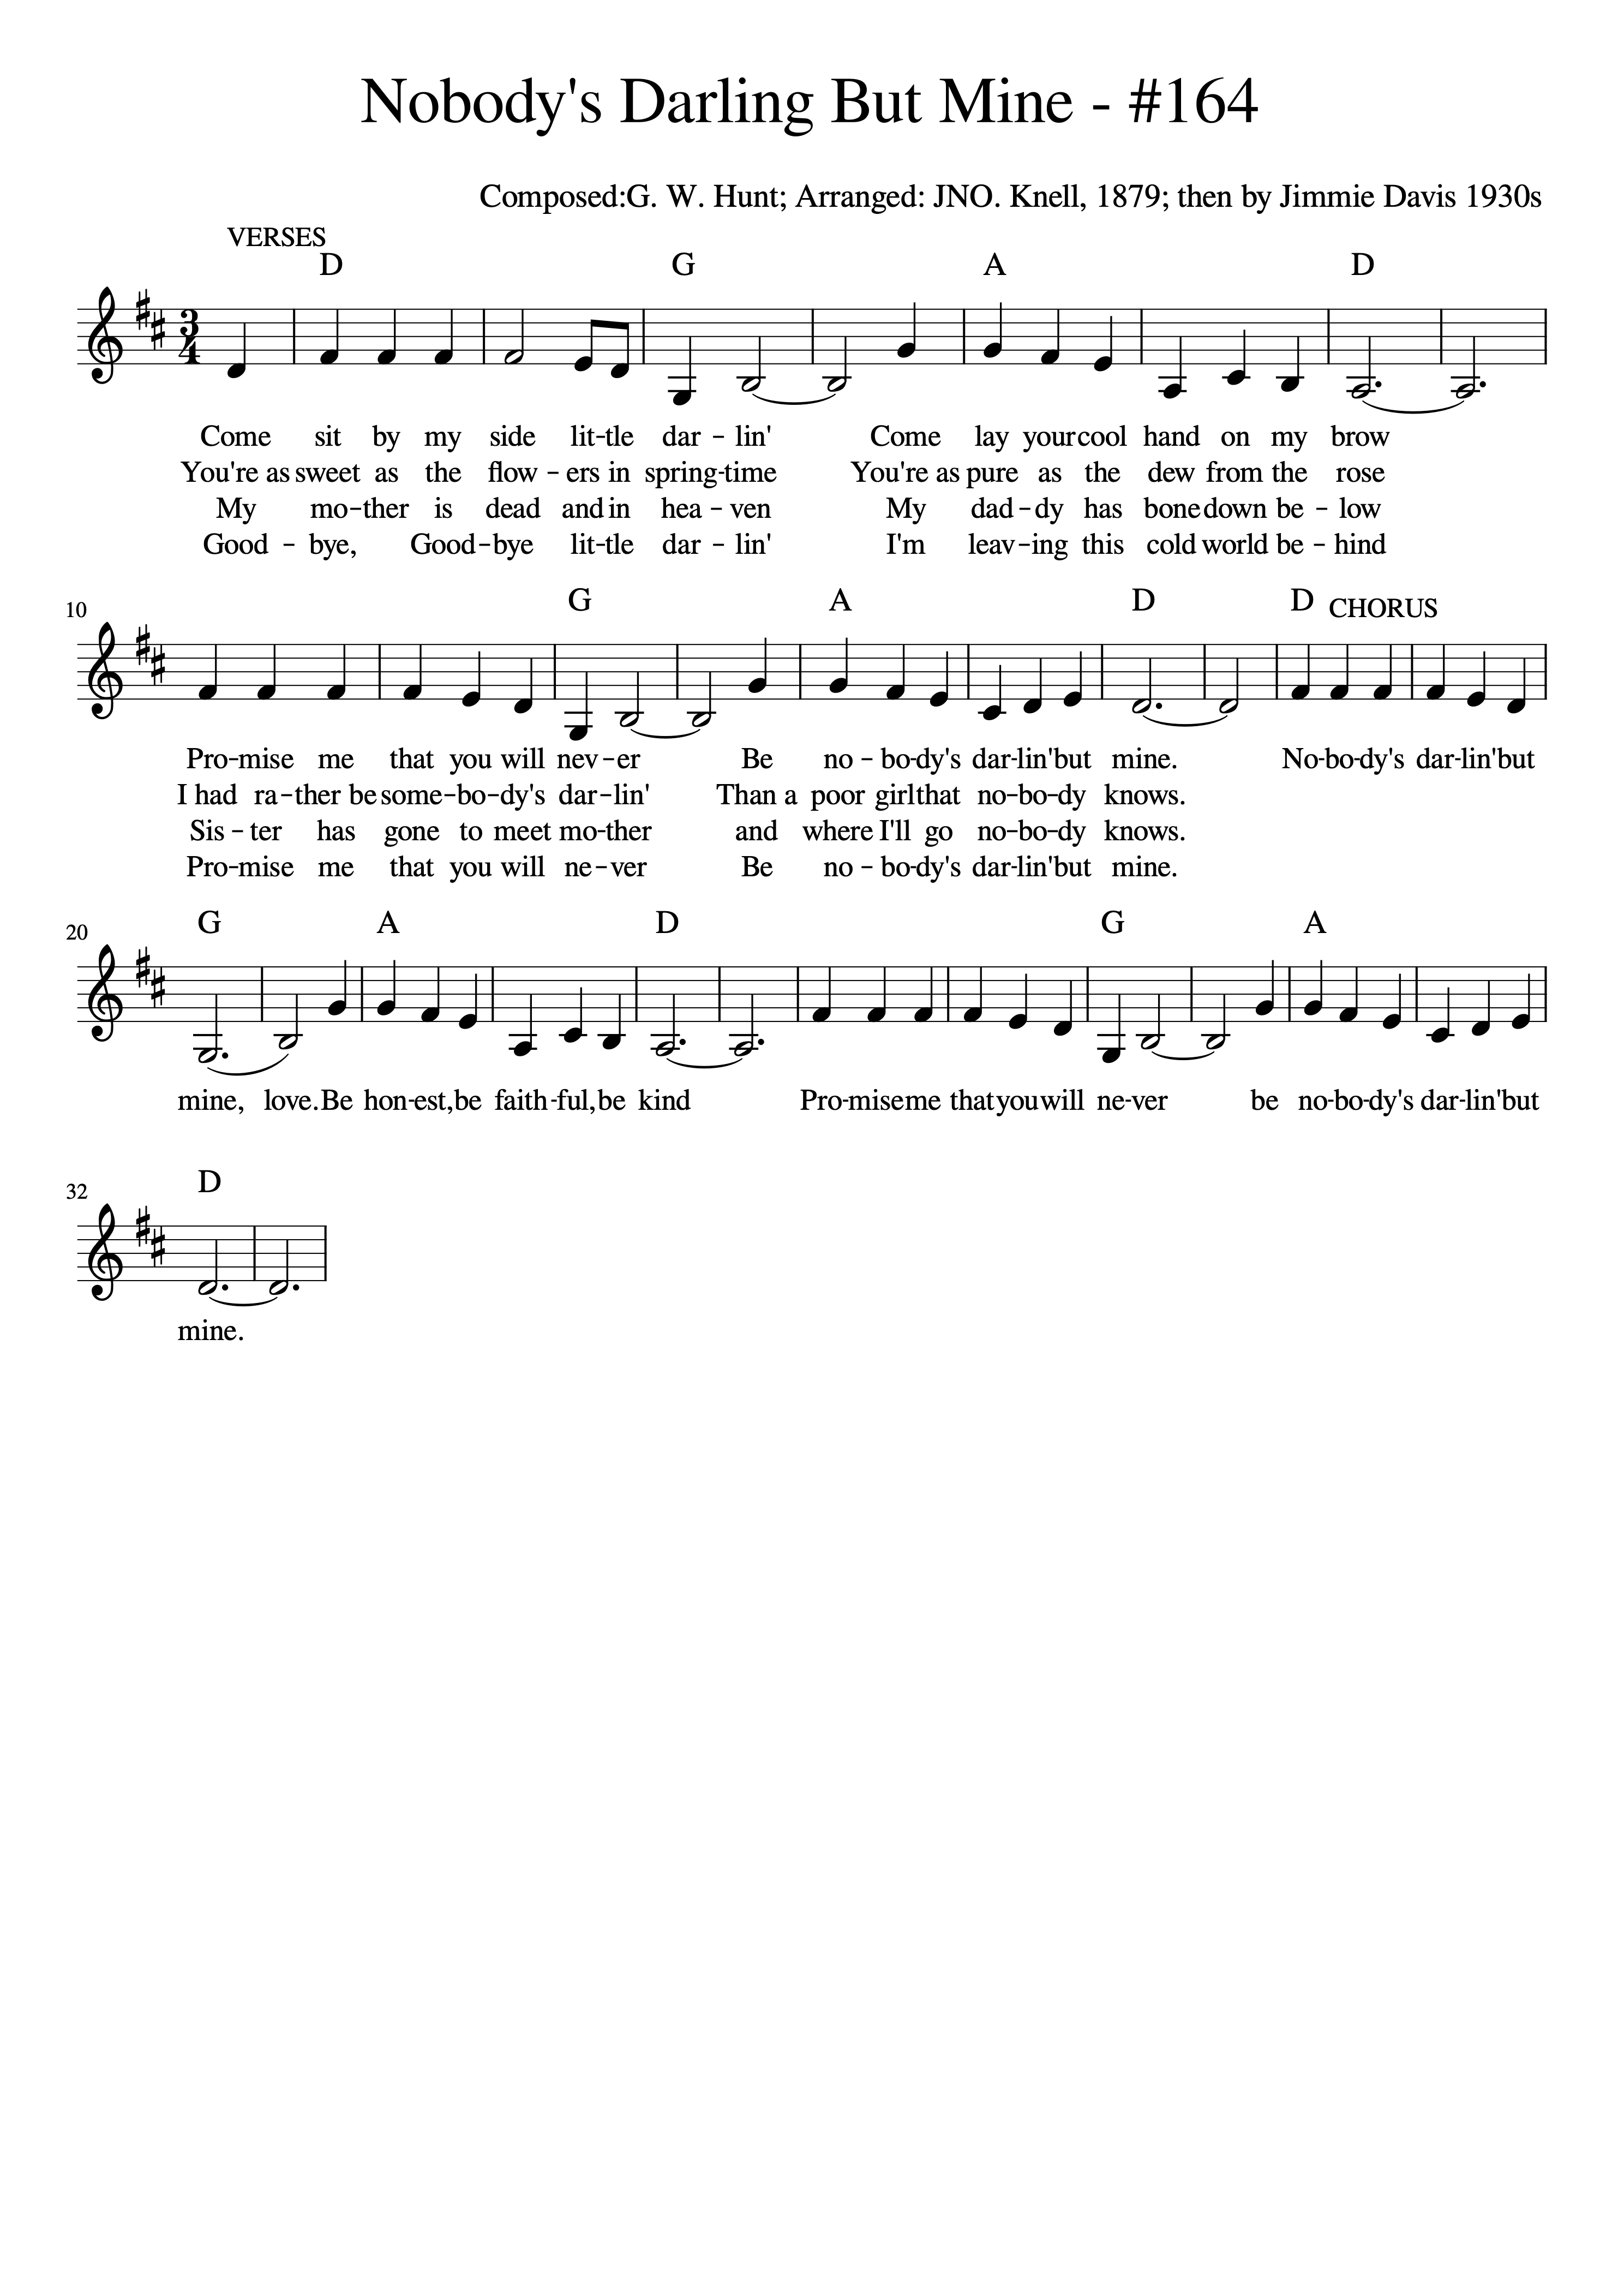 Nobody's Darling But Mine - #164
Composed:G. W. Hunt; Arranged: JNO. Knell, 1879; then by Jimmie Davis 1930s
VERSES
D G A D
3
4
Come sit by my side lit-tle dar-lin' Come lay your cool hand on my brow
You're as sweet as the flow-ers in spring-time You're as pure as the dew from the rose
My mo-ther is dead and in hea-ven My dad-dy has bone down be-low
Good-bye, Good-bye lit-tle dar-lin' I'm leav-ing this cold world be-hind
10 G A D D CHORUS
Pro-mise me that you will nev-er Be no-bo-dy's dar-lin' but mine. No-bo-dy's dar-lin' but
I had ra-ther be some-bo-dy's dar-lin' Than a poor girl that no-bo-dy knows.
Sis-ter has gone to meet mo-ther and where I'll go no-bo-dy knows.
Pro-mise me that you will ne-ver Be no-bo-dy's dar-lin' but mine.
20 G A D G A
mine, love. Be hon-est, be faith-ful, be kind Pro-mise me that you will ne-ver be no-bo-dy's dar-lin' but
32 D
mine.